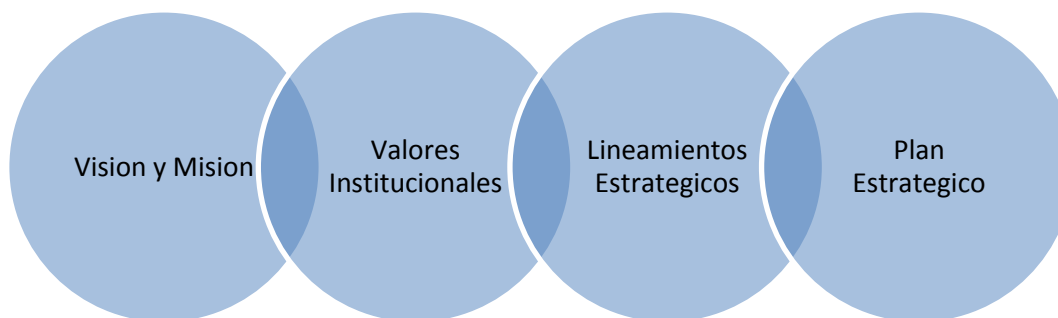 Vision y Mision
Valores
Institucionales
Lineamientos
Estrategicos
Plan
Estrategico